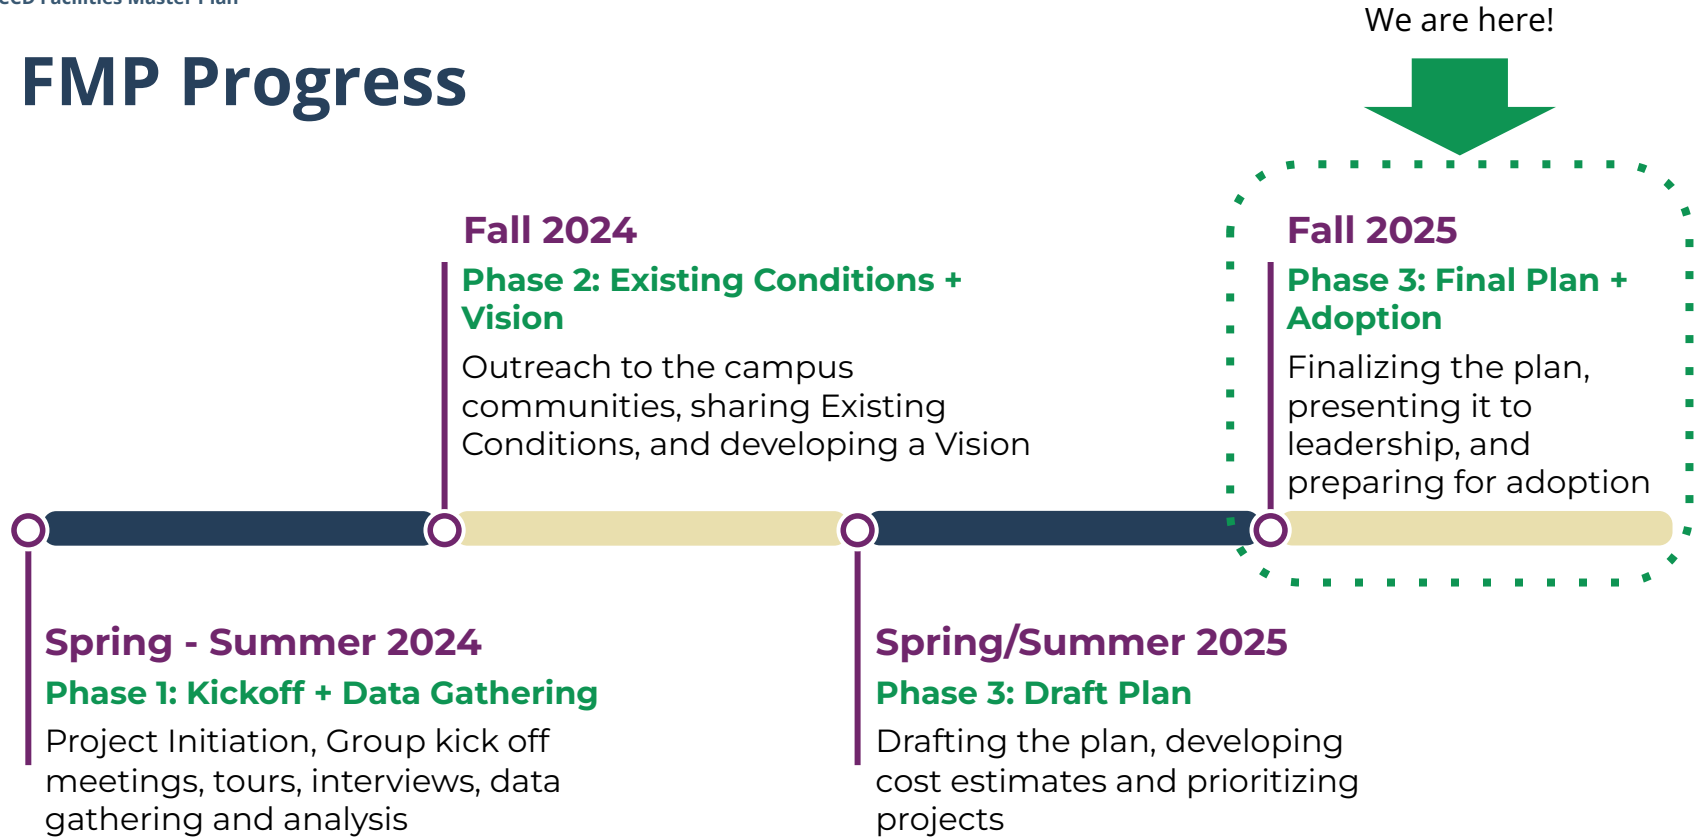 Facilities Master Plan
We are here!
FMP Progress
Fall 2024
Phase 2: Existing Conditions +
Vision
Outreach to the campus
communities, sharing Existing
Conditions, and developing a Vision
Fall 2025
Phase 3: Final Plan +
Adoption
Finalizing the plan,
presenting it to
leadership, and
preparing for adoption
Spring - Summer 2024
Phase 1: Kickoff + Data Gathering
Project Initiation, Group kick off
meetings, tours, interviews, data
gathering and analysis
Spring/Summer 2025
Phase 3: Draft Plan
Drafting the plan, developing
cost estimates and prioritizing
projects